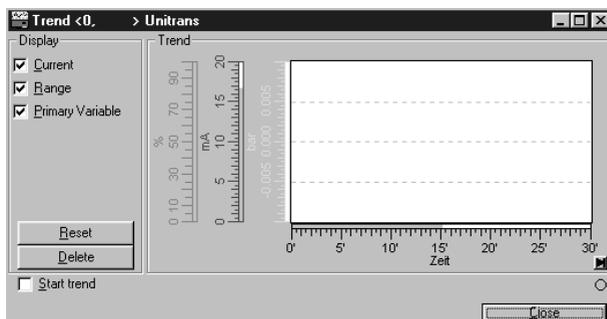 Trend <0, > Unitrans
Display
Current
Range
Primary Variable
Reset
Delete
Start trend
Trend
%
0 10 30 50 70 90
mA
0 5 10 15 20
bar
-0.005 0.000 0.005
0' 5' 10' 15' 20' 25' 30'
Zeit
Close